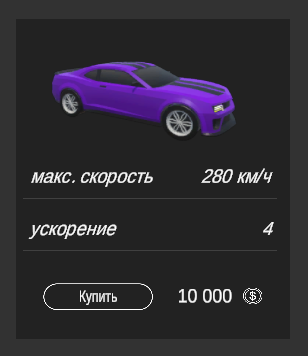 макс. скорость 280 км/ч
ускорение 4
Купить 10 000 $